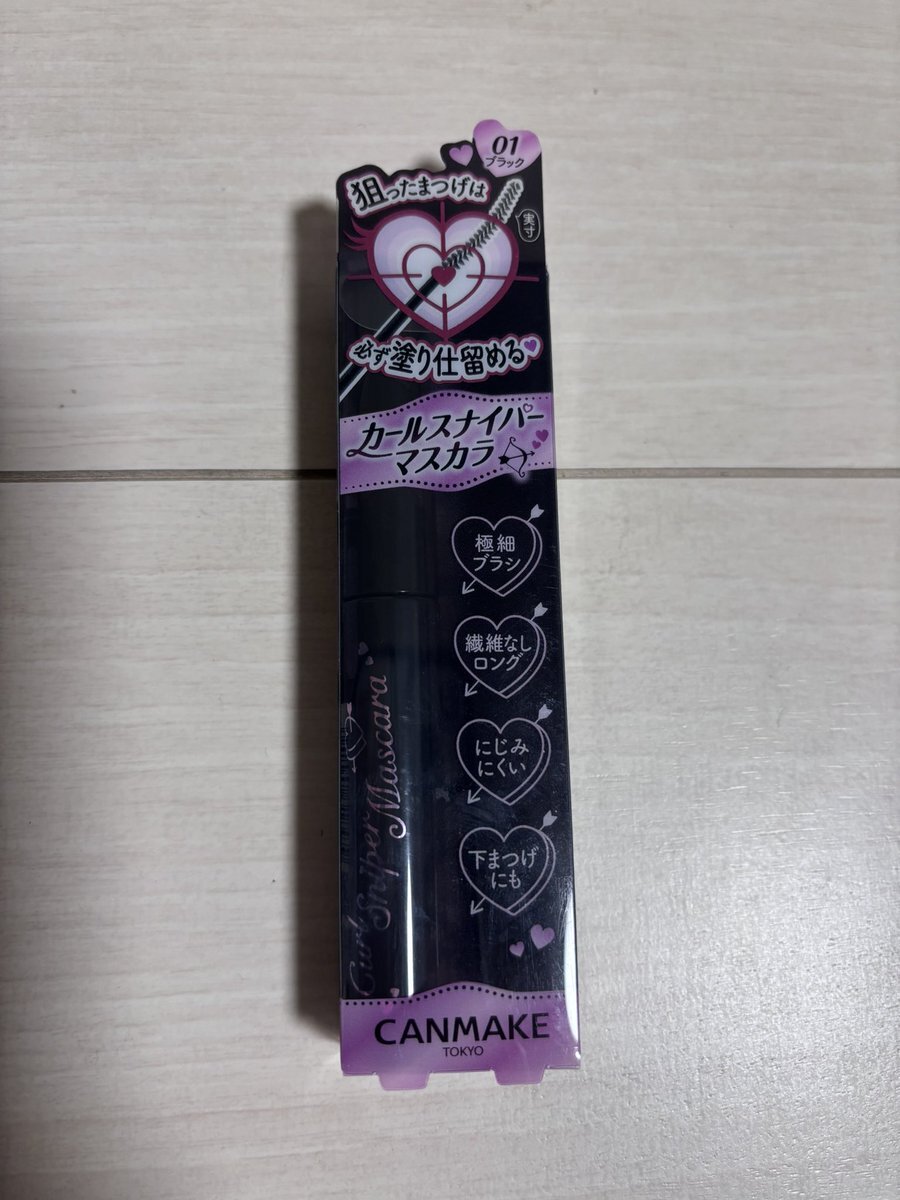 01
ブラック
狙ったまつげは
実寸
必ず塗り仕留める
カールスナイパー
マスカラ
極細
ブラシ
繊維なし
ロング
にじみ
にくい
下まつげ
にも
Curl
Sniper
Mascara
CANMAKE
TOKYO